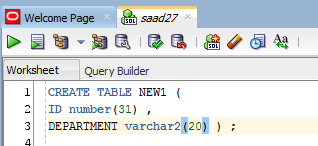 Welcome Page saad27
Worksheet Query Builder
1 CREATE TABLE NEW1 (
2 ID number(31) ,
3 DEPARTMENT varchar2(20) ) ;